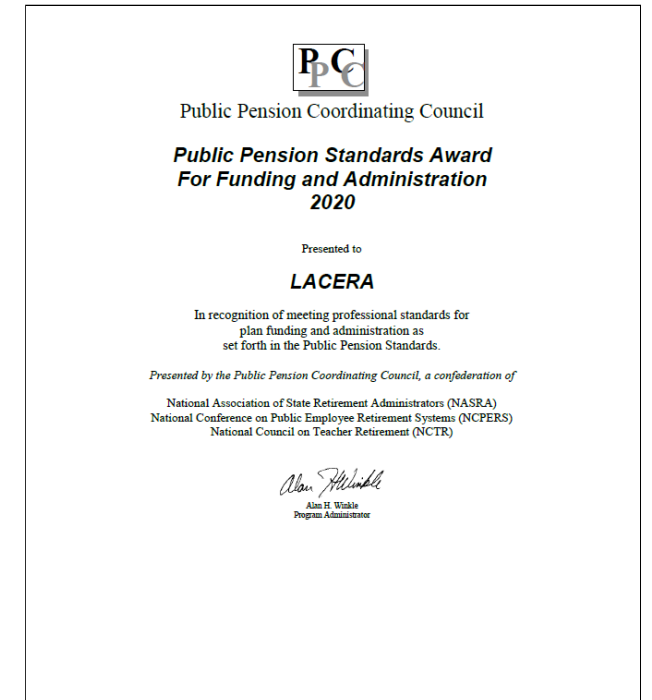 PPCC
Public Pension Coordinating Council
Public Pension Standards Award
For Funding and Administration
2020
Presented to
LACERA
In recognition of meeting professional standards for
plan funding and administration as
set forth in the Public Pension Standards.
Presented by the Public Pension Coordinating Council, a confederation of
National Association of State Retirement Administrators (NASRA)
National Conference on Public Employee Retirement Systems (NCPERS)
National Council on Teacher Retirement (NCTR)
Alan H Winkle
Alan H. Winkle
Program Administrator